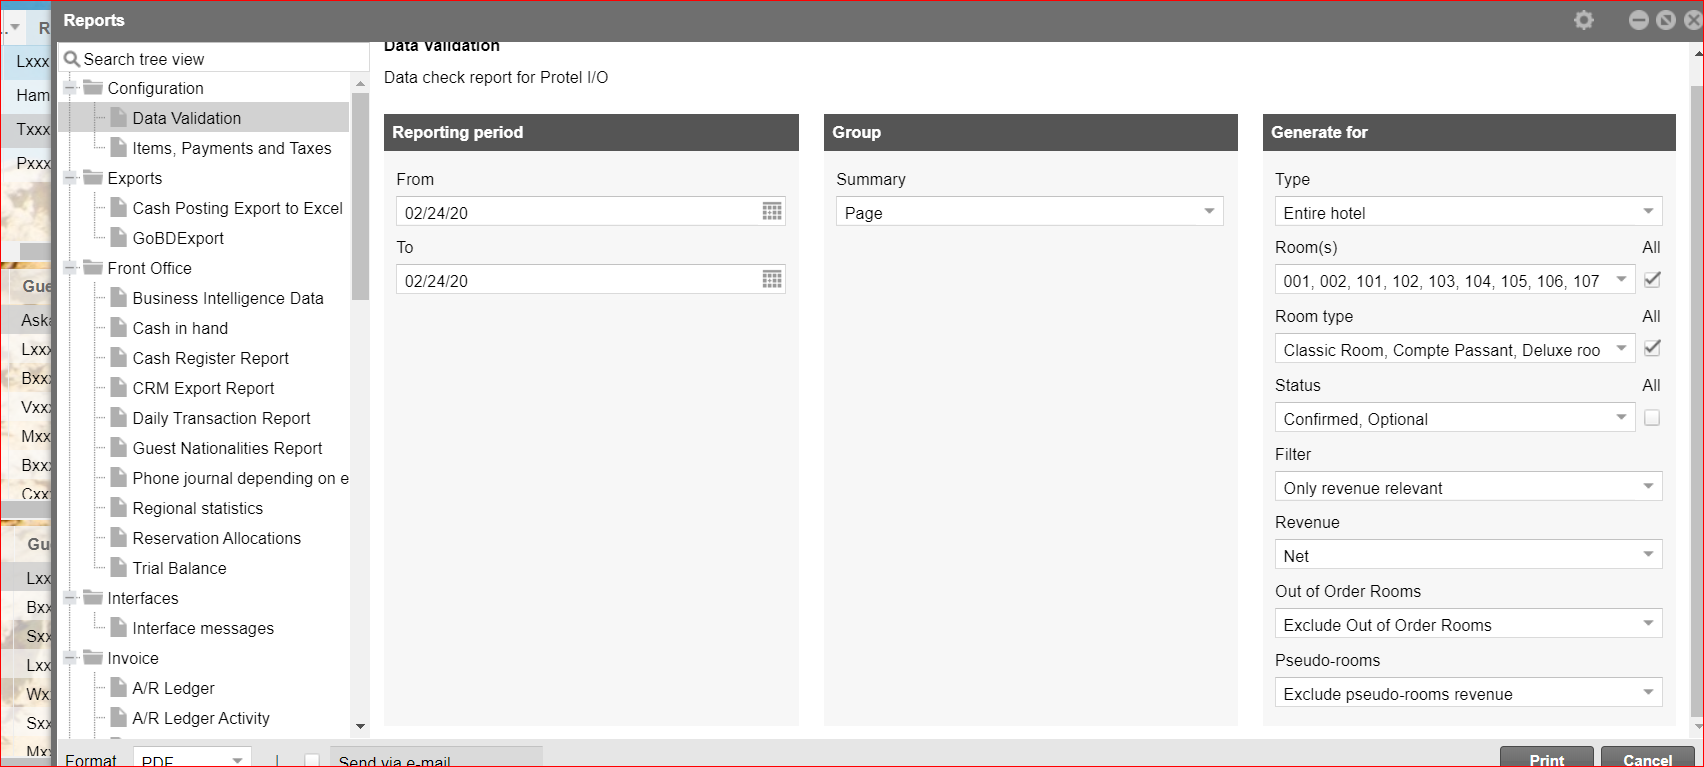 Reports
R
Lxxx
Ham
Txxx
Pxxx
Gue
Aska
Lxxx
Bxxx
Vxxx
Mxxx
Bxxx
Cxxx
Gu
Lxx
Bxx
Sxx
Lxx
Wx
Sxx
Mxx
Search tree view
Configuration
Data Validation
Items, Payments and Taxes
Exports
Cash Posting Export to Excel
GoBDExport
Front Office
Business Intelligence Data
Cash in hand
Cash Register Report
CRM Export Report
Daily Transaction Report
Guest Nationalities Report
Phone journal depending on e
Regional statistics
Reservation Allocations
Trial Balance
Interfaces
Interface messages
Invoice
A/R Ledger
A/R Ledger Activity
Data Validation
Data check report for Protel I/O
Reporting period
From
02/24/20
To
02/24/20
Group
Summary
Page
Generate for
Type
Entire hotel
Room(s) All
001, 002, 101, 102, 103, 104, 105, 106, 107
Room type All
Classic Room, Compte Passant, Deluxe roo
Status All
Confirmed, Optional
Filter
Only revenue relevant
Revenue
Net
Out of Order Rooms
Exclude Out of Order Rooms
Pseudo-rooms
Exclude pseudo-rooms revenue
Format PDF Send via e-mail Print Cancel